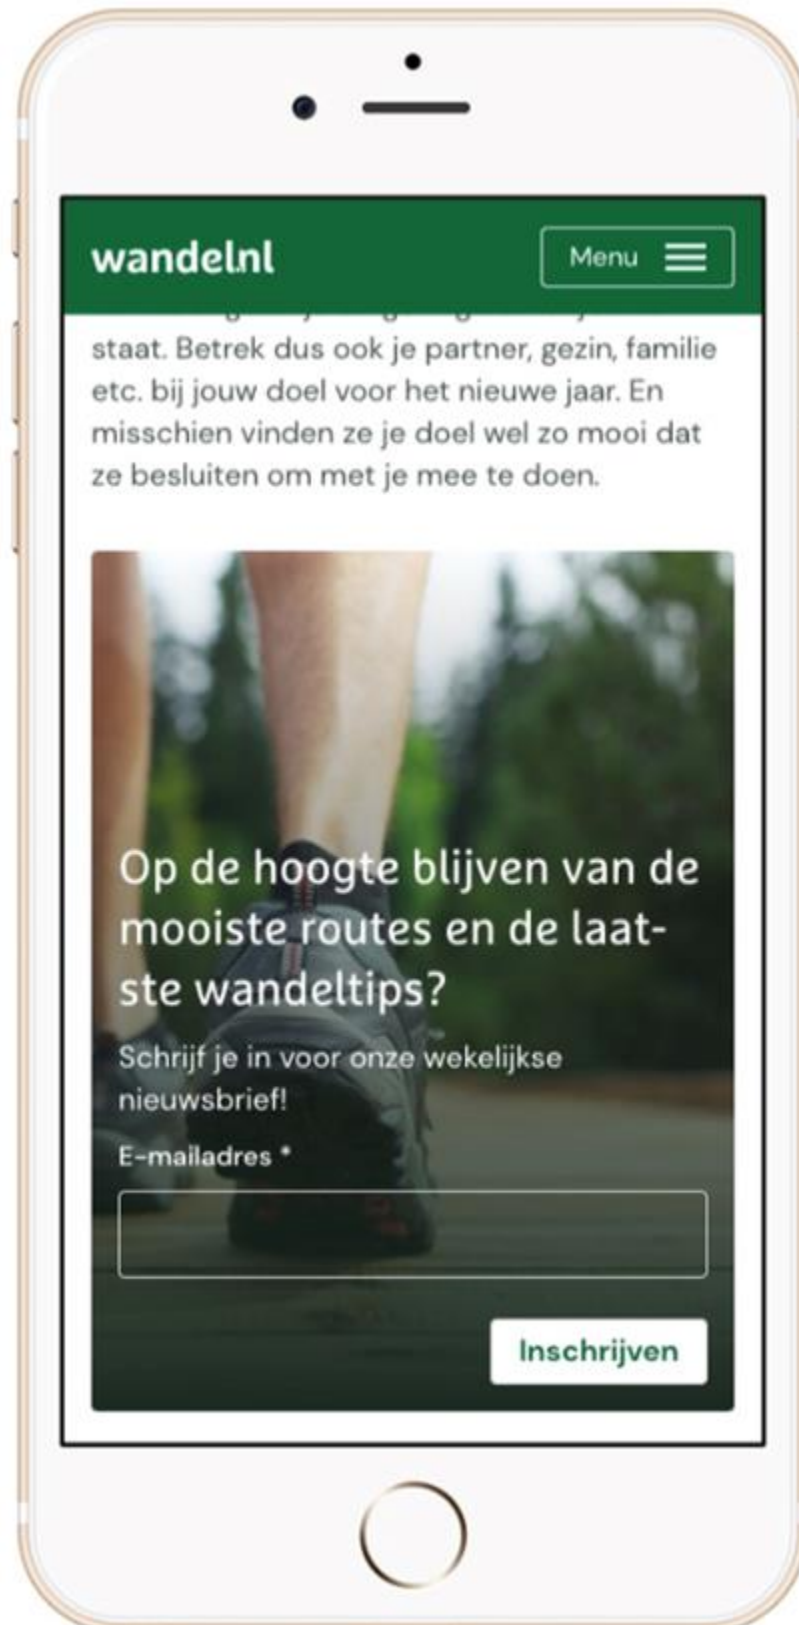 wandel.nl
Menu
staat. Betrek dus ook je partner, gezin, familie
etc. bij jouw doel voor het nieuwe jaar. En
misschien vinden ze je doel wel zo mooi dat
ze besluiten om met je mee te doen.
Op de hoogte blijven van de
mooiste routes en de laat-
ste wandeltips?
Schrijf je in voor onze wekelijkse
nieuwsbrief!
E-mailadres *
Inschrijven